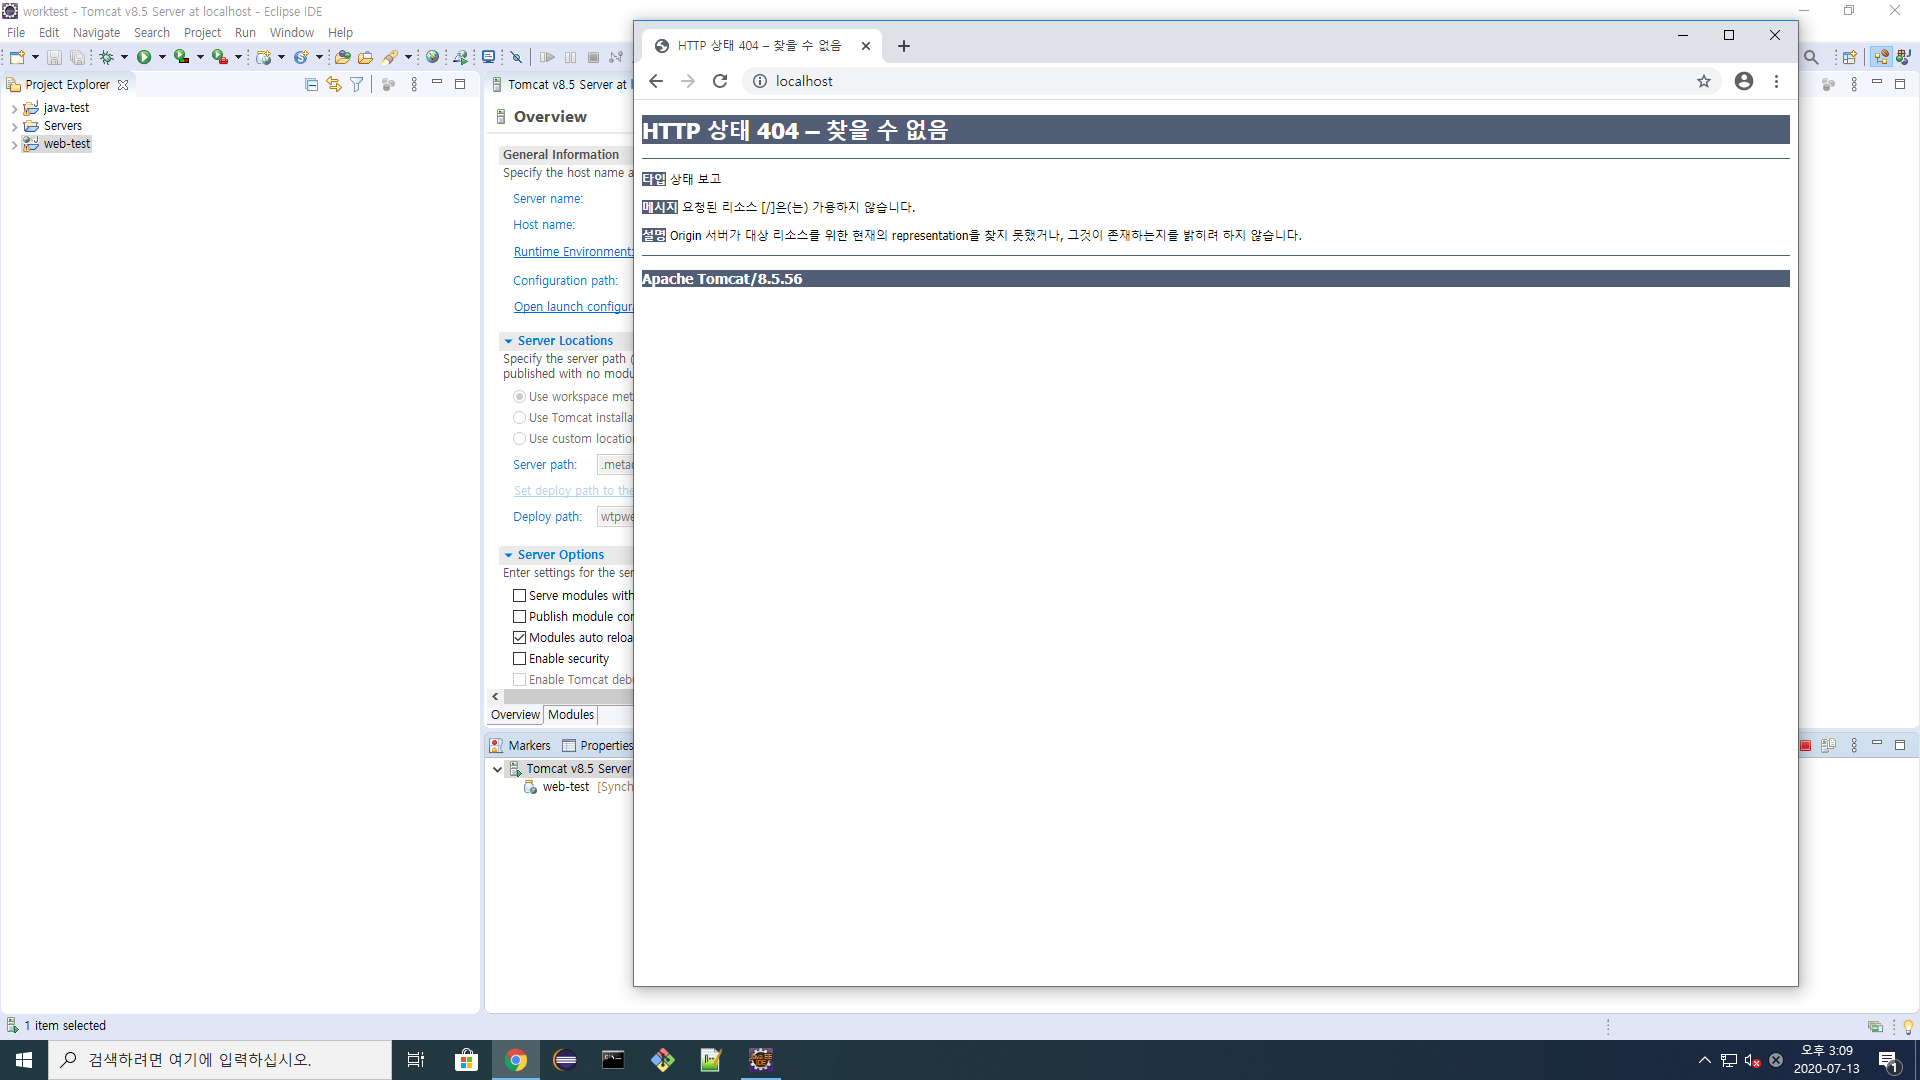 worktest - Tomcat v8.5 Server at localhost - Eclipse IDE
File Edit Navigate Search Project Run Window Help
Project Explorer
java-test
Servers
web-test
Tomcat v8.5 Server at
Overview
General Information
Specify the host name a
Server name:
Host name:
Runtime Environment:
Configuration path:
Open launch configur
Server Locations
Specify the server path (
published with no modu
Use workspace met
Use Tomcat installa
Use custom location
Server path: .metad
Set deploy path to the
Deploy path: wtpwe
Server Options
Enter settings for the ser
Serve modules with
Publish module con
Modules auto reloa
Enable security
Enable Tomcat debu
Overview Modules
Markers Properties
Tomcat v8.5 Server
web-test [Synch
HTTP 상태 404 – 찾을 수 없음
localhost
HTTP 상태 404 – 찾을 수 없음
타입 상태 보고
메시지 요청된 리소스 [/]은(는) 가용하지 않습니다.
설명 Origin 서버가 대상 리소스를 위한 현재의 representation을 찾지 못했거나, 그것이 존재하는지를 밝히려 하지 않습니다.
Apache Tomcat/8.5.56
1 item selected
검색하려면 여기에 입력하십시오.
오후 3:09
2020-07-13
1